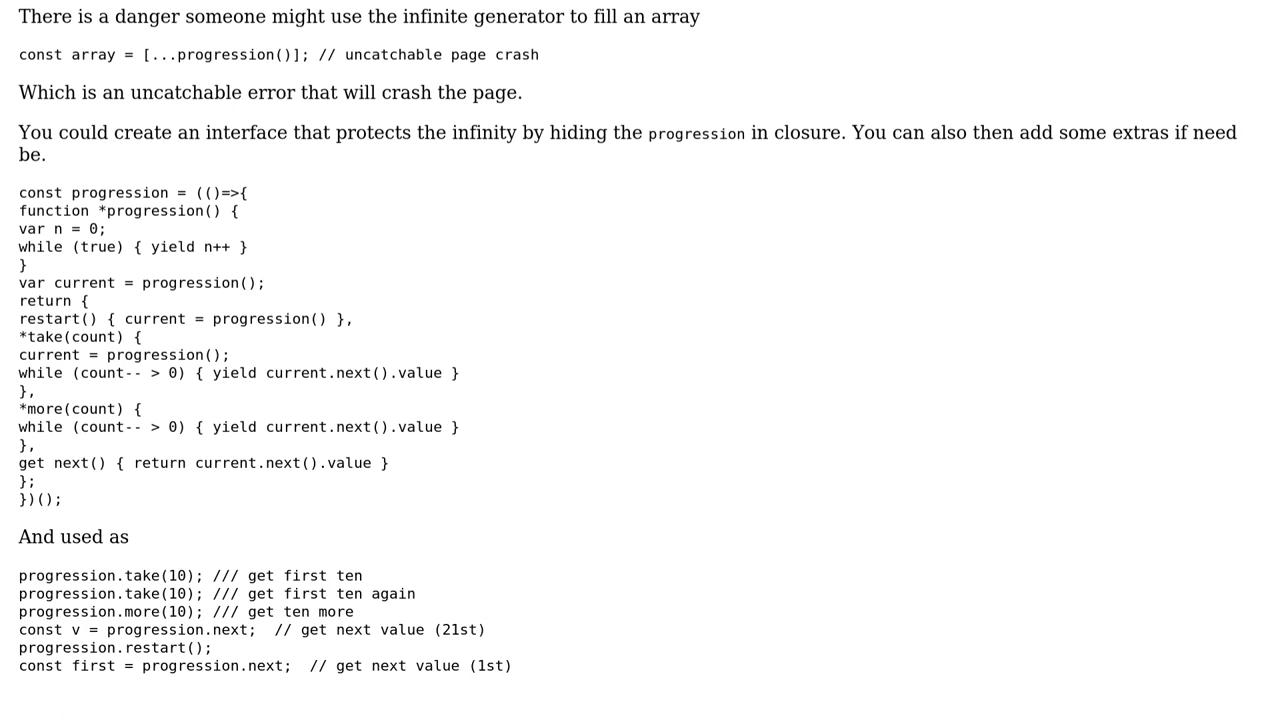 There is a danger someone might use the infinite generator to fill an array
const array = [...progression()]; // uncatchable page crash
Which is an uncatchable error that will crash the page.
You could create an interface that protects the infinity by hiding the progression in closure. You can also then add some extras if need
be.
const progression = (()=>{
function *progression() {
var n = 0;
while (true) { yield n++ }
}
var current = progression();
return {
restart() { current = progression() },
*take(count) {
current = progression();
while (count-- > 0) { yield current.next().value }
},
*more(count) {
while (count-- > 0) { yield current.next().value }
},
get next() { return current.next().value }
};
})();
And used as
progression.take(10); /// get first ten
progression.take(10); /// get first ten again
progression.more(10); /// get ten more
const v = progression.next;  // get next value (21st)
progression.restart();
const first = progression.next;  // get next value (1st)